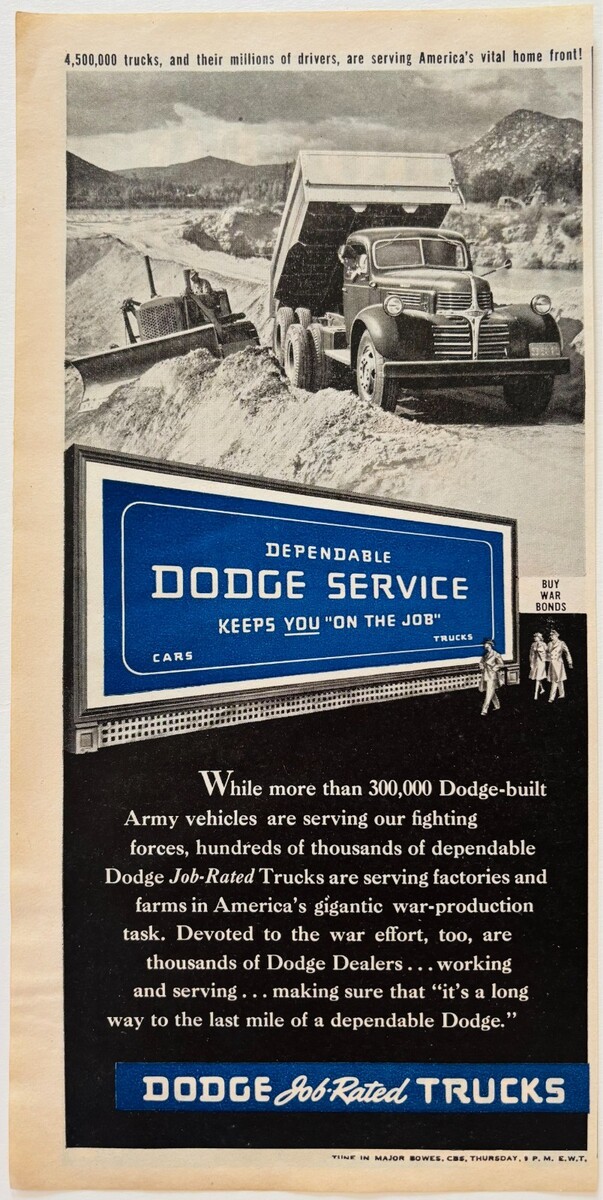 4,500,000 trucks, and their millions of drivers, are serving America's vital home front!
DEPENDABLE
DODGE SERVICE
KEEPS YOU "ON THE JOB"
TRUCKS
CARS
BUY
WAR
BONDS
While more than 300,000 Dodge-built
Army vehicles are serving our fighting
forces, hundreds of thousands of dependable
Dodge Job-Rated Trucks are serving factories and
farms in America's gigantic war-production
task. Devoted to the war effort, too, are
thousands of Dodge Dealers...working
and serving...making sure that "it's a long
way to the last mile of a dependable Dodge."
DODGE Job-Rated TRUCKS
TUNE IN MAJOR BOWES, CBS, THURSDAY, 9 P. M. E.W.T.